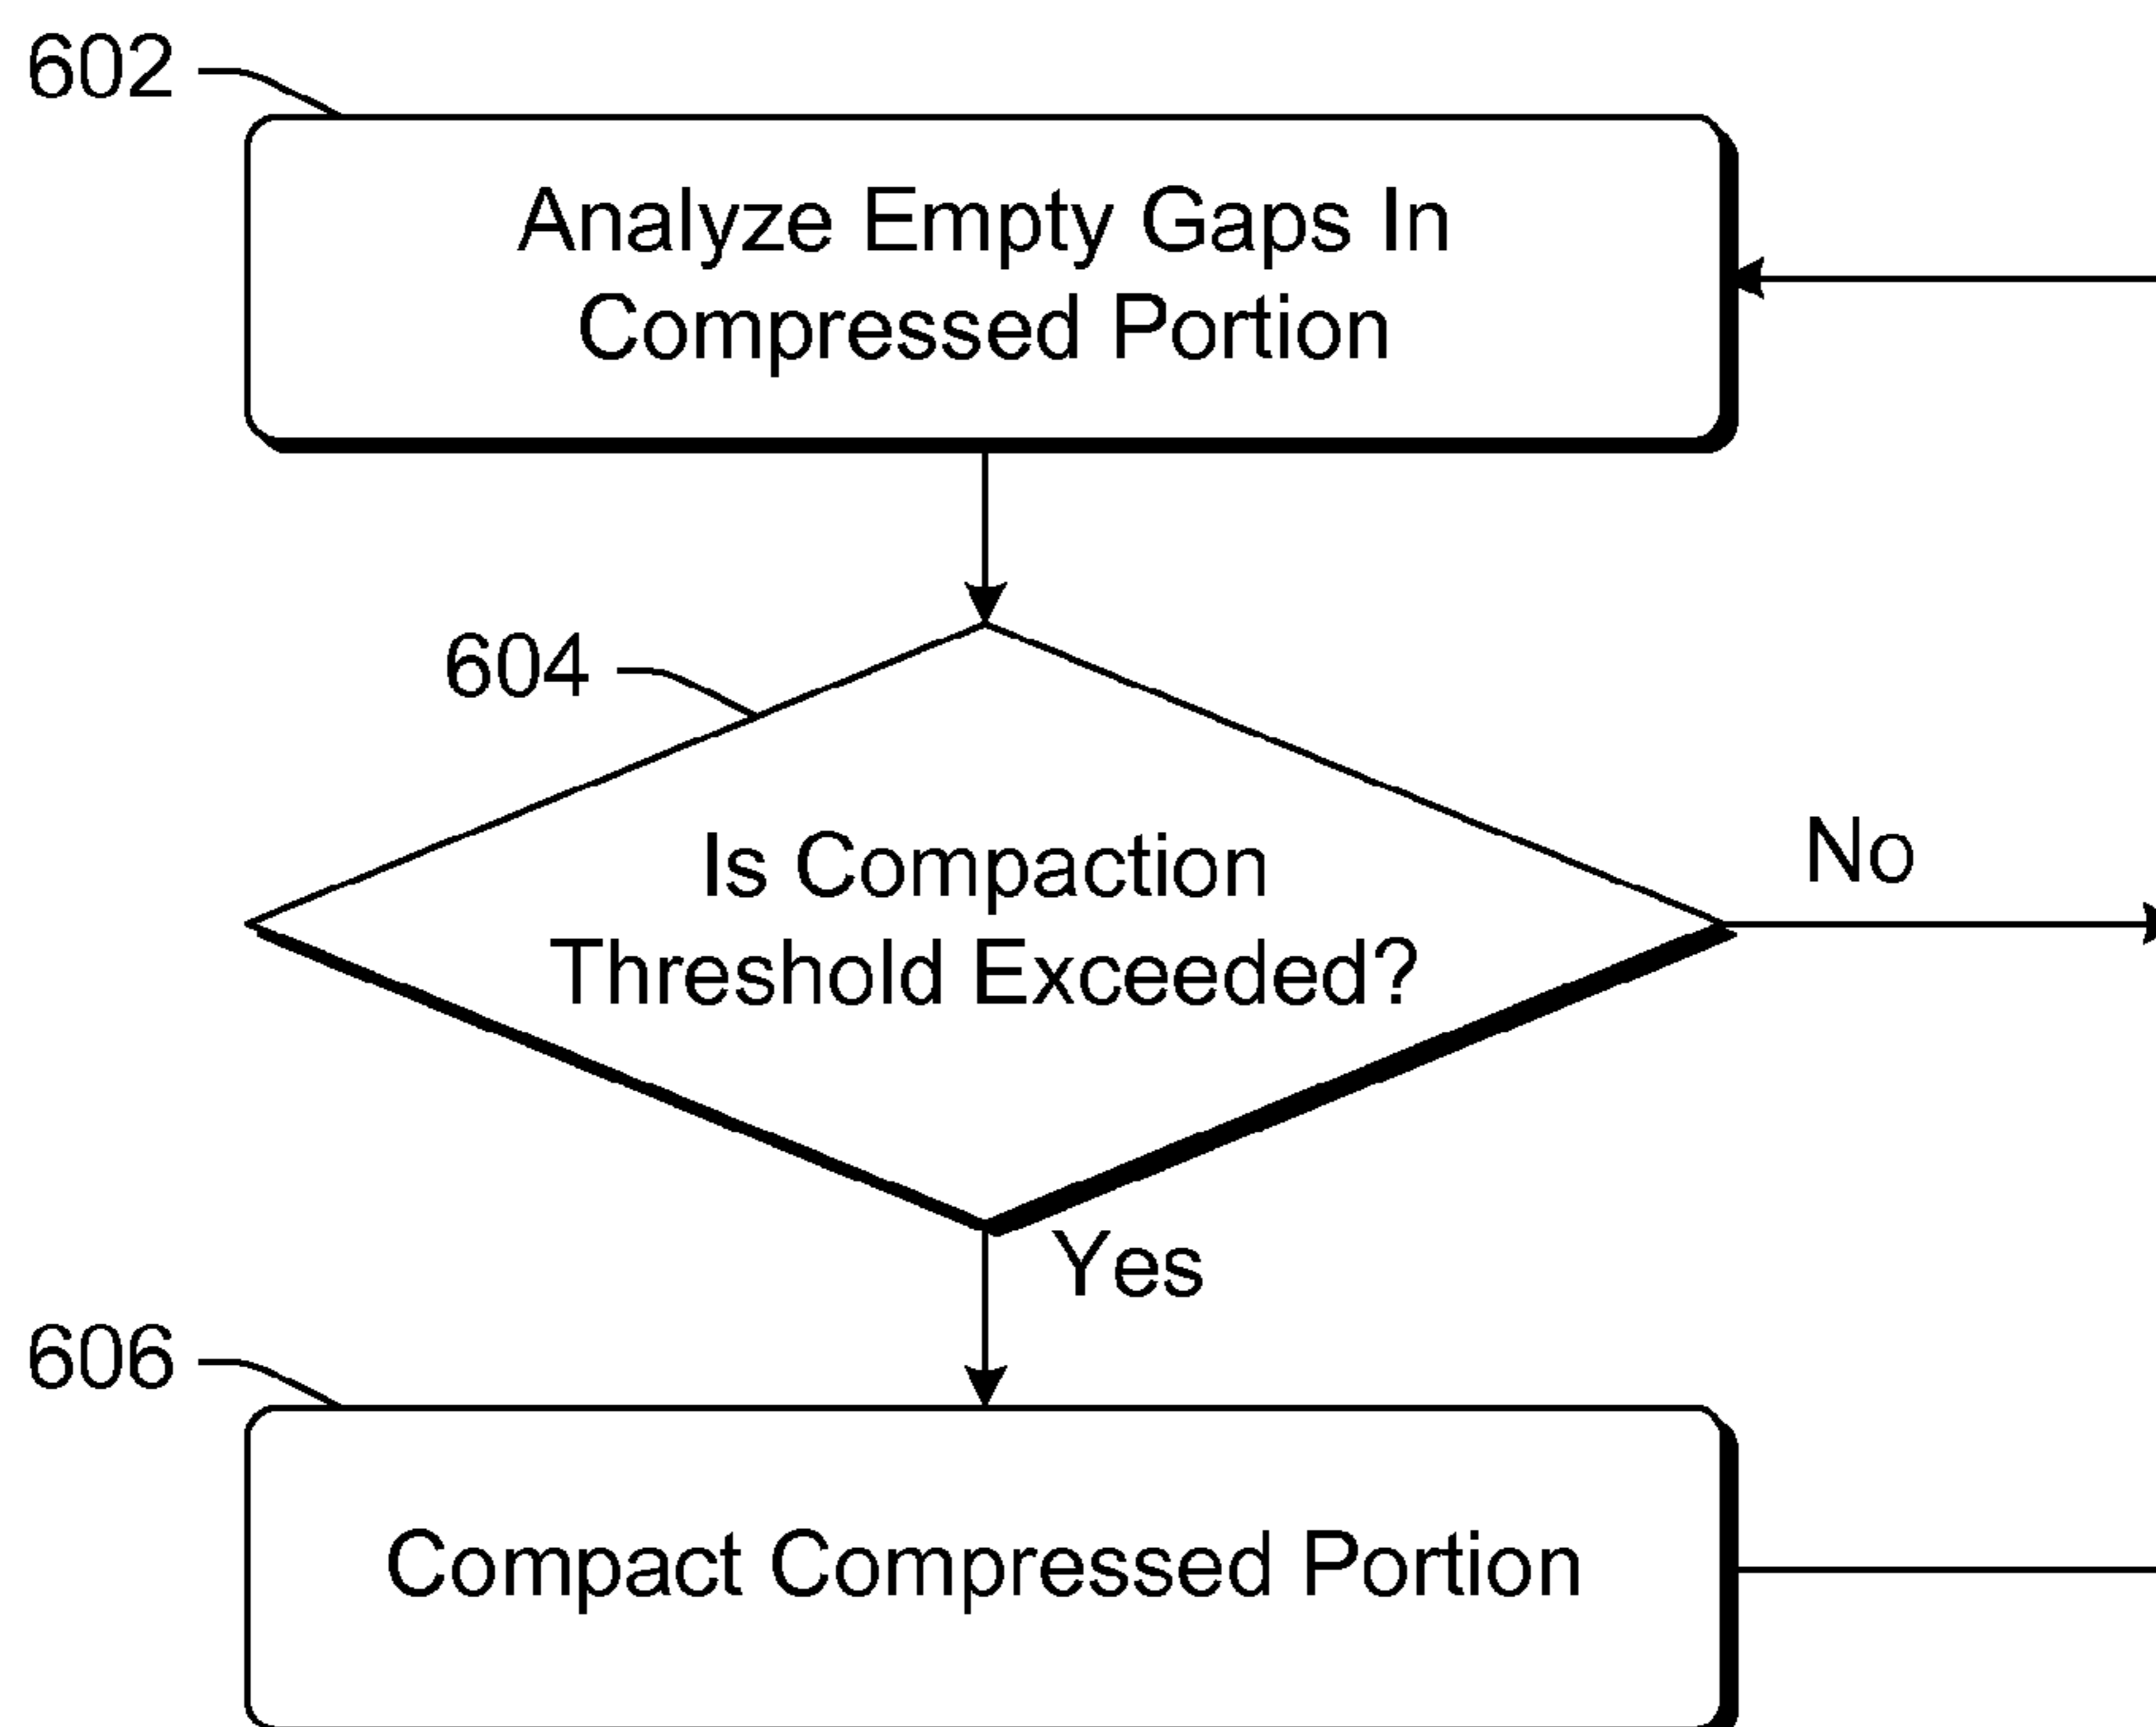 602
Analyze Empty Gaps In
Compressed Portion
604
Is Compaction
Threshold Exceeded?
No
Yes
606
Compact Compressed Portion